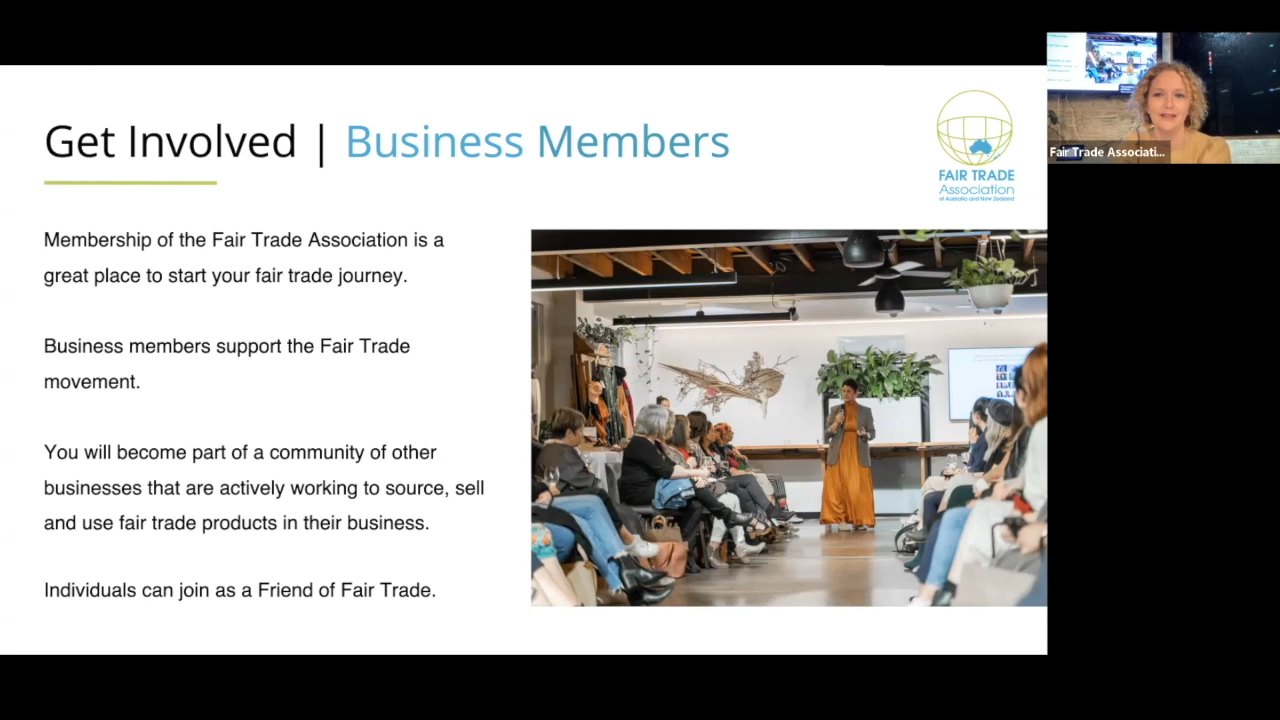 Get Involved | Business Members
FAIR TRADE
Association
of Australia and New Zealand
Fair Trade Associati...
Membership of the Fair Trade Association is a
great place to start your fair trade journey.
Business members support the Fair Trade
movement.
You will become part of a community of other
businesses that are actively working to source, sell
and use fair trade products in their business.
Individuals can join as a Friend of Fair Trade.